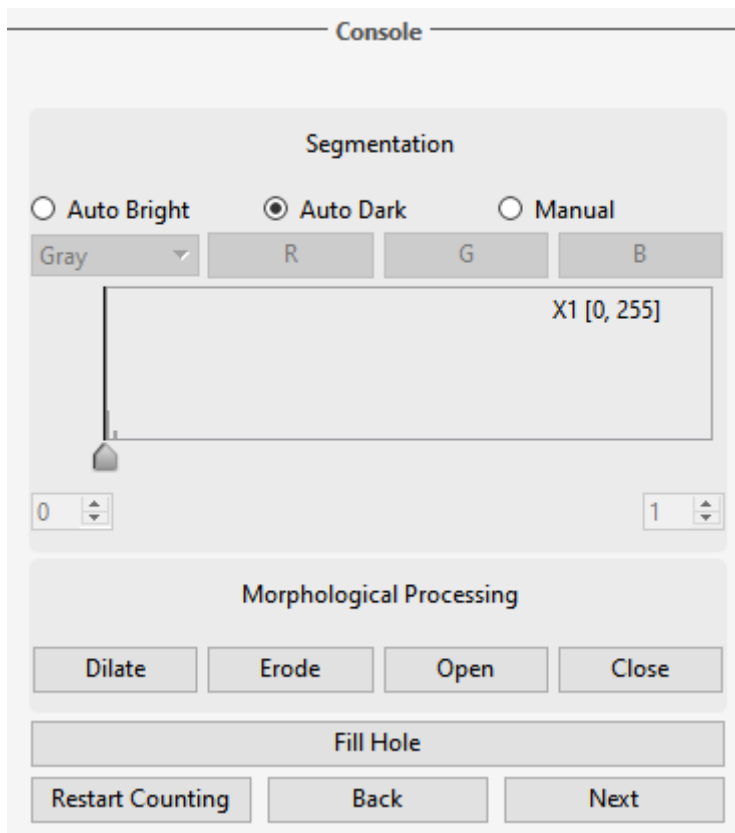 Console
Segmentation
Auto Bright Auto Dark Manual
Gray R G B
X1 [0, 255]
0 1
Morphological Processing
Dilate Erode Open Close
Fill Hole
Restart Counting Back Next